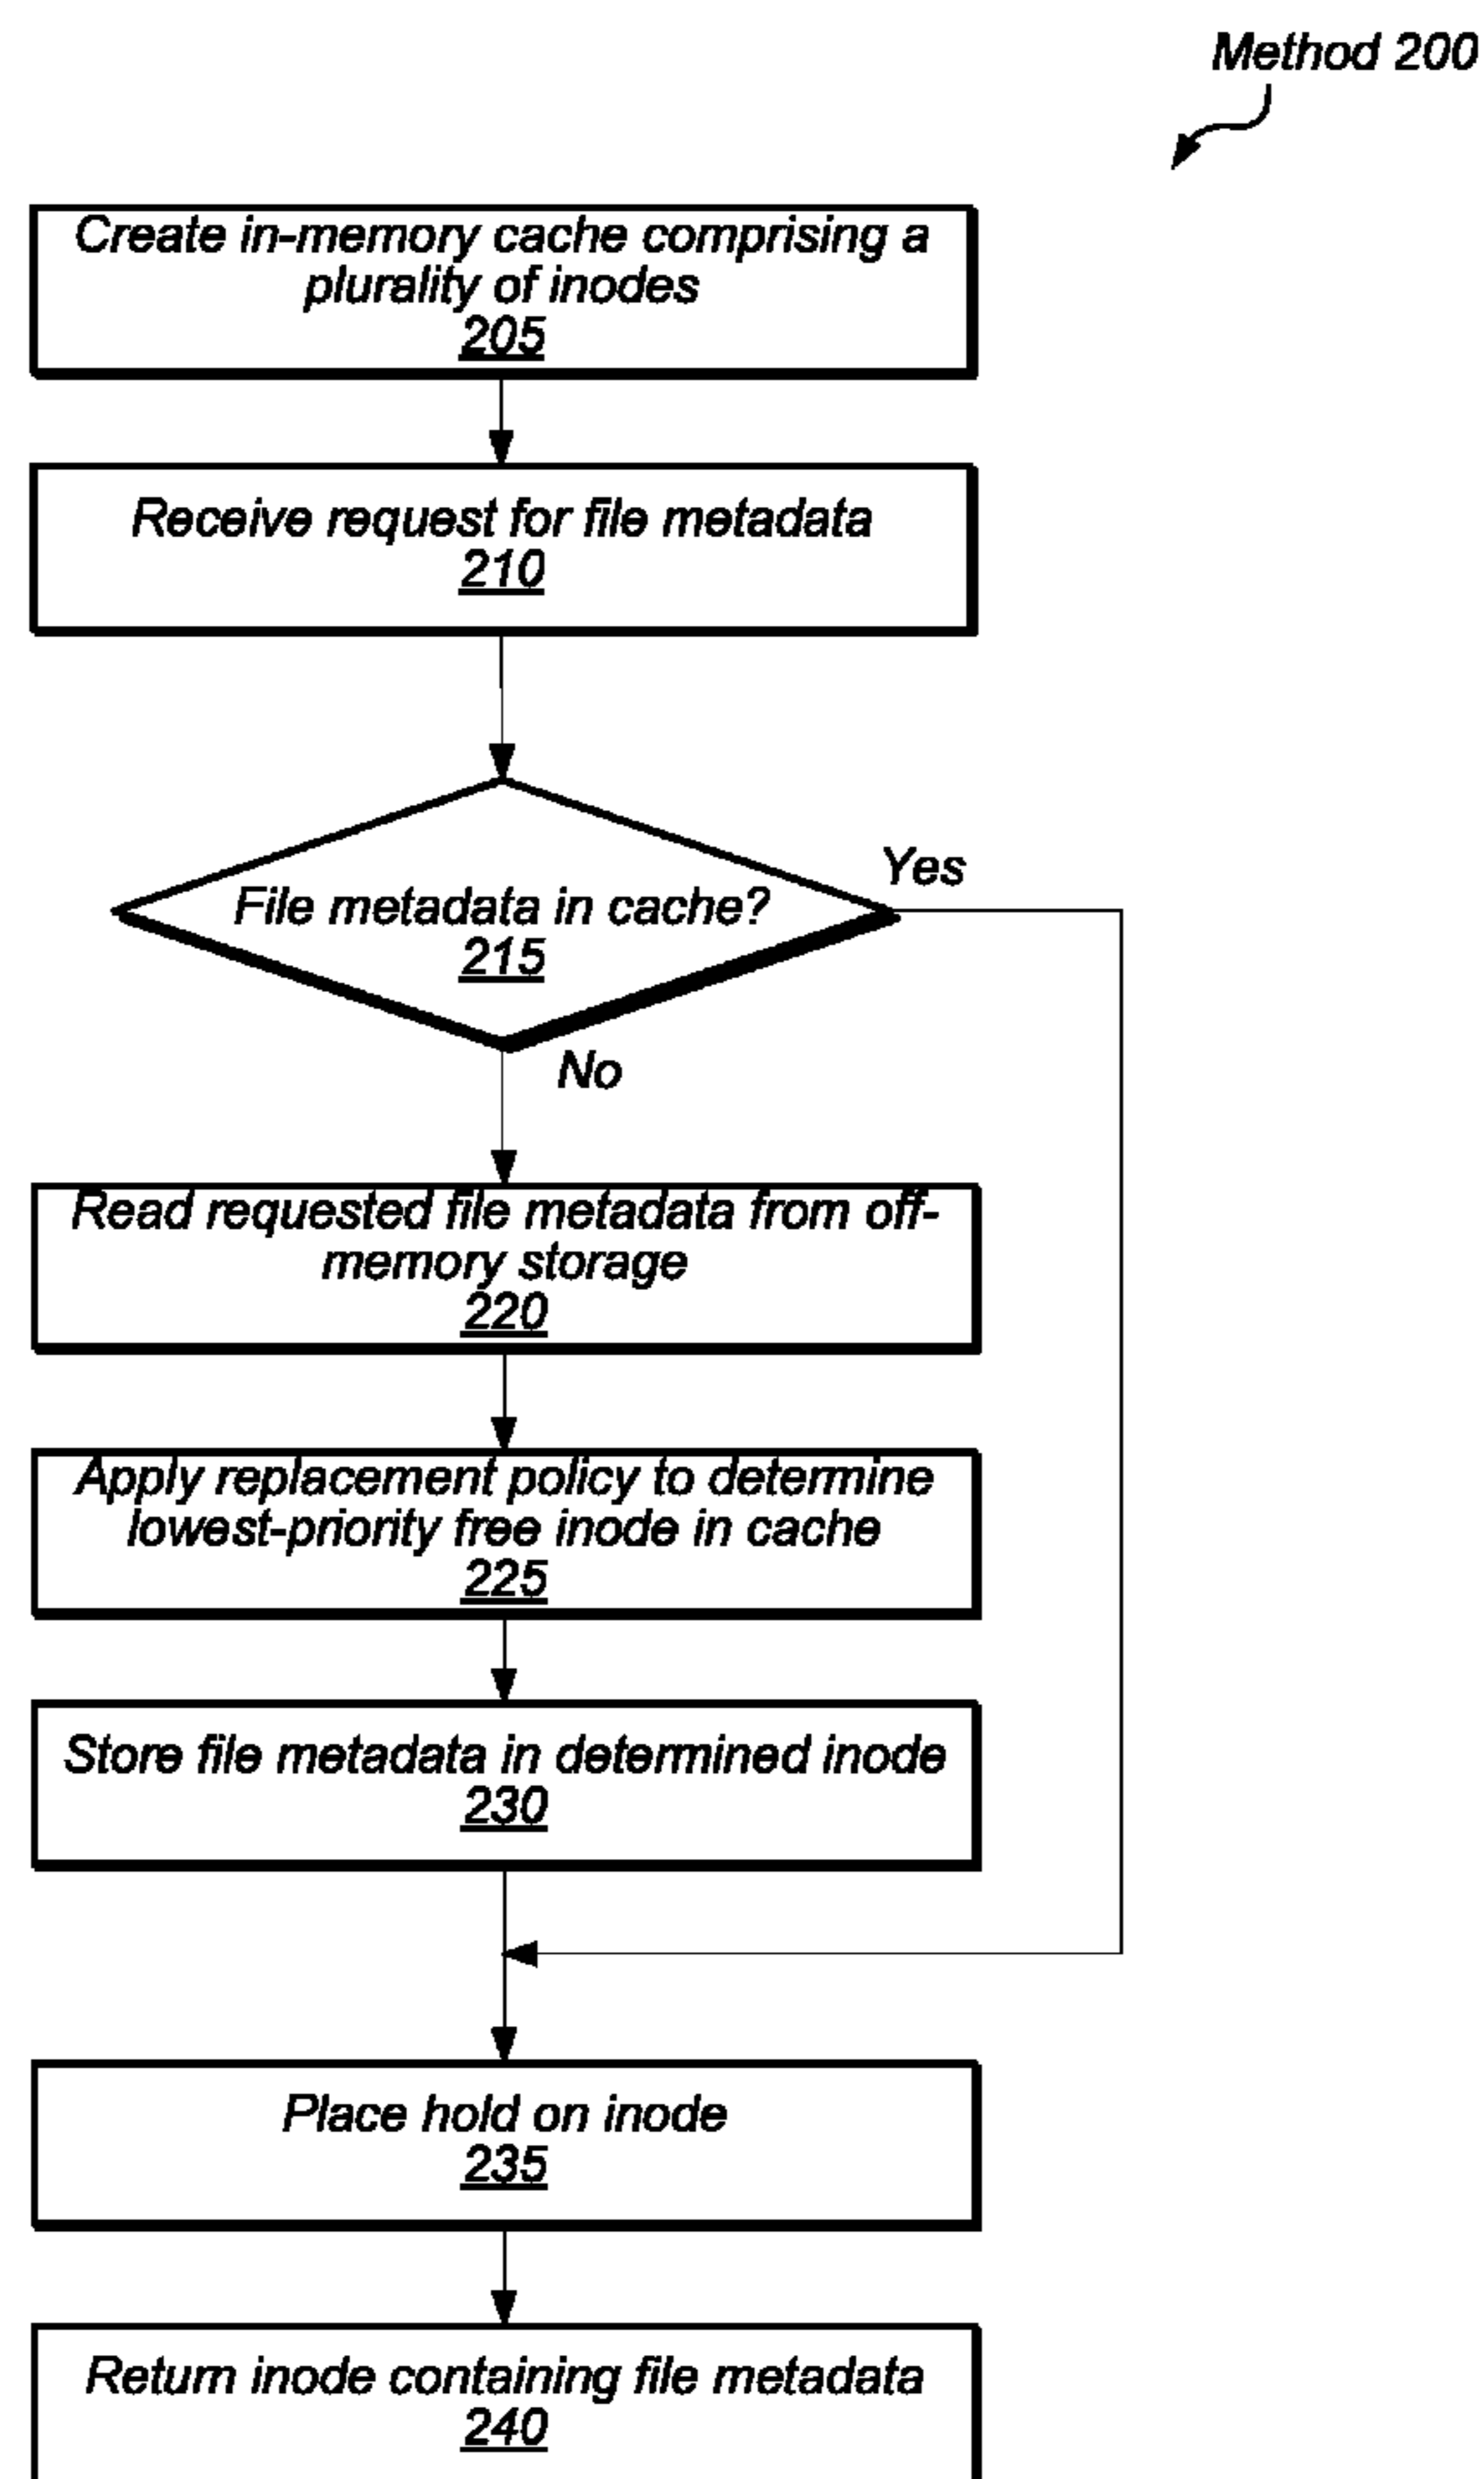 Method 200
Create in-memory cache comprising a
plurality of inodes
205
Receive request for file metadata
210
Yes
File metadata in cache?
215
No
Read requested file metadata from off-
memory storage
220
Apply replacement policy to determine
lowest-priority free inode in cache
225
Store file metadata in determined inode
230
Place hold on inode
235
Return inode containing file metadata
240